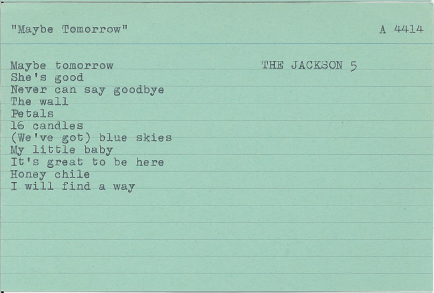 "Maybe Tomorrow" A 4414
Maybe tomorrow THE JACKSON 5
She's good
Never can say goodbye
The wall
Petals
16 candles
(We've got) blue skies
My little baby
It's great to be here
Honey chile
I will find a way